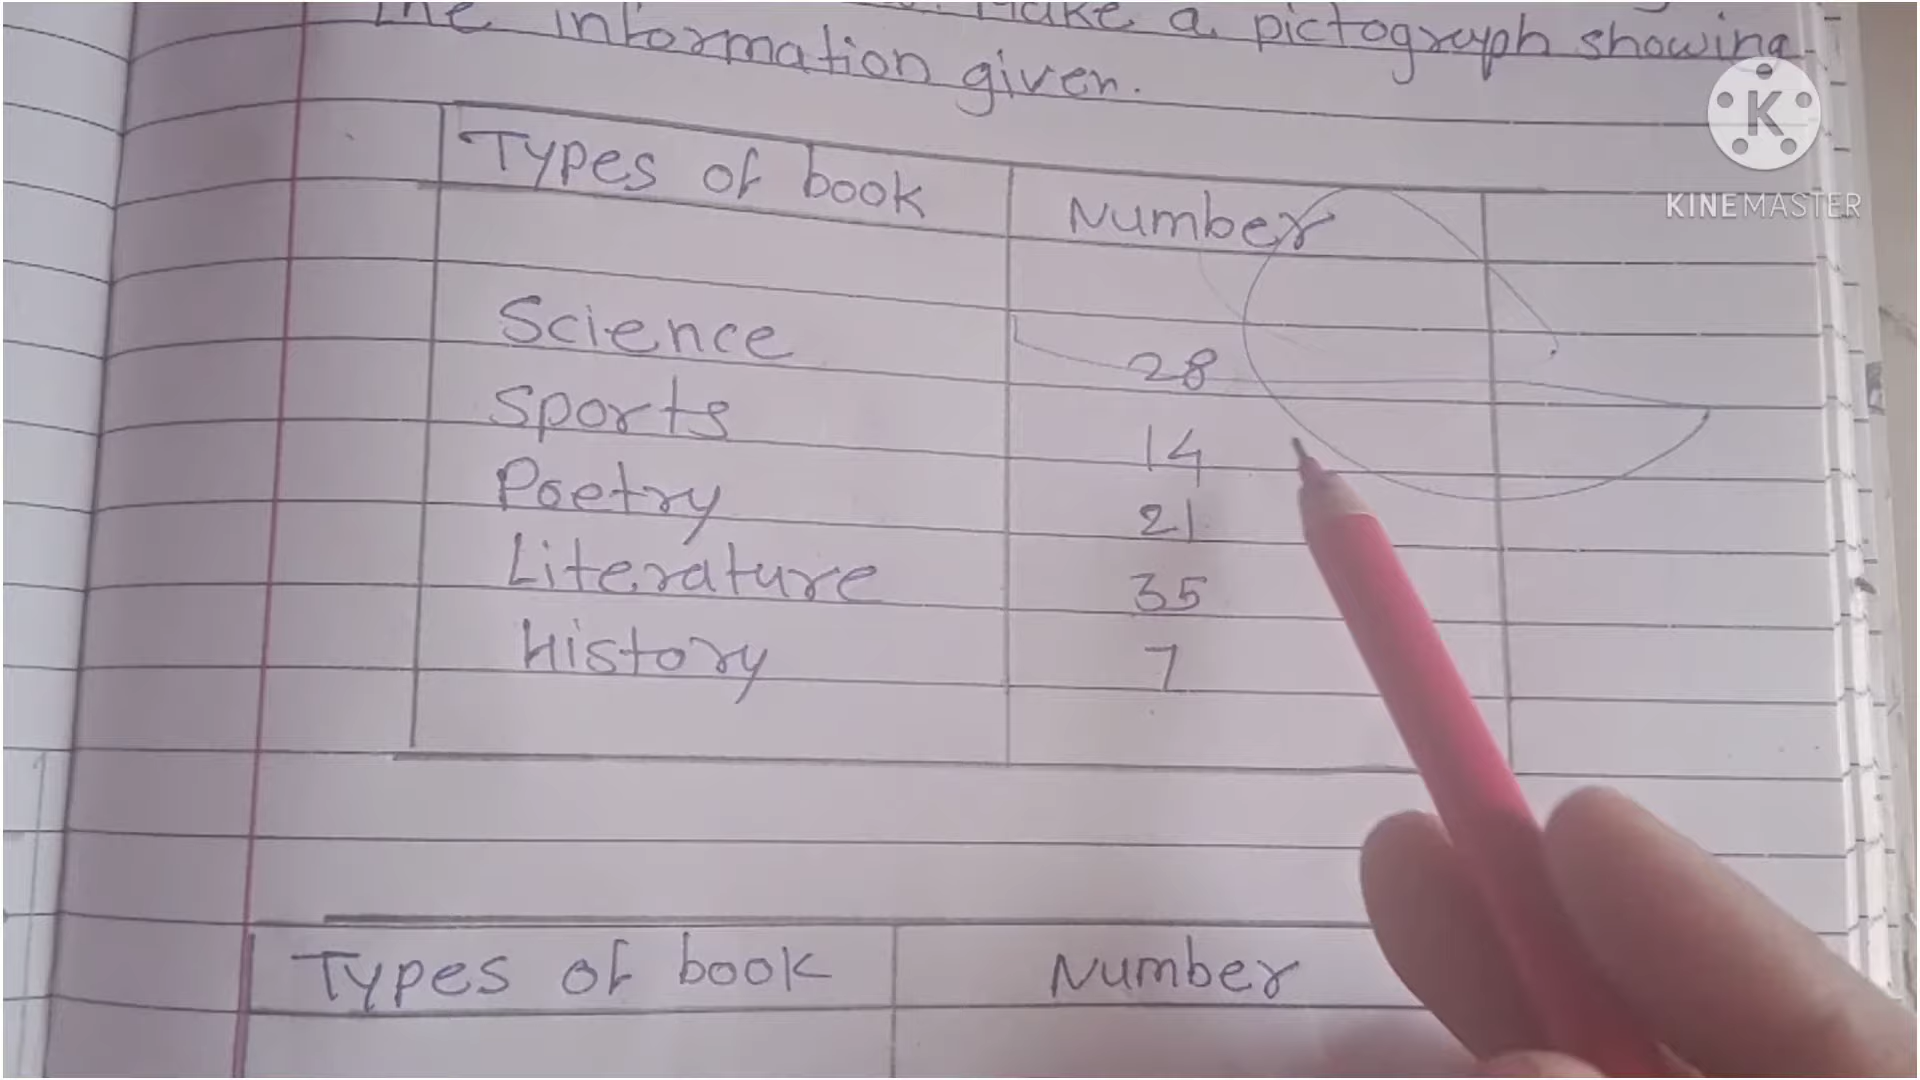 The information given. Make a pictograph showing
Types of book Number
Science 28
Sports 14
Poetry 21
Literature 35
History 7
Types of book Number
K
KINEMASTER